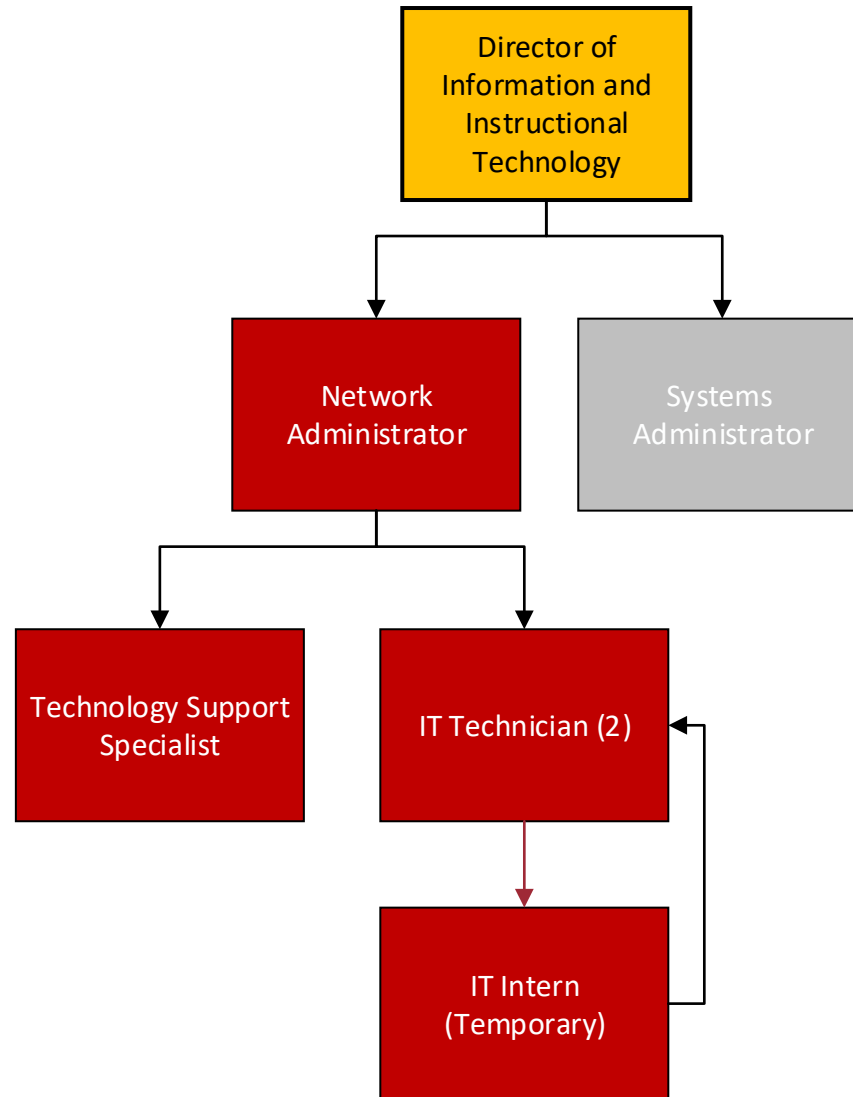 Director of
Information and
Instructional
Technology
Network
Administrator
Systems
Administrator
Technology Support
Specialist
IT Technician (2)
IT Intern
(Temporary)